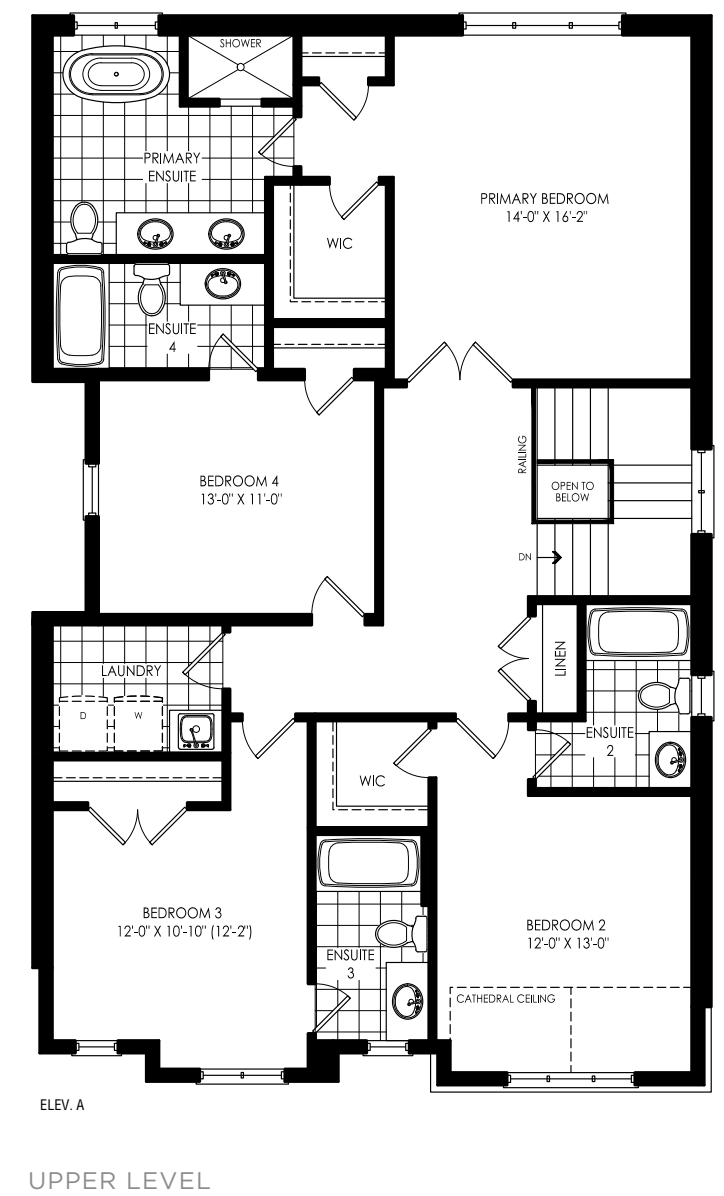 SHOWER
PRIMARY
ENSUITE
PRIMARY BEDROOM
14'-0" X 16'-2"
WIC
ENSUITE
4
BEDROOM 4
13'-0" X 11'-0"
RAILING
OPEN TO
BELOW
DN
LAUNDRY
LINEN
D
W
ENSUITE
2
WIC
BEDROOM 3
12'-0" X 10'-10" (12'-2")
BEDROOM 2
12'-0" X 13'-0"
ENSUITE
3
CATHEDRAL CEILING
ELEV. A
UPPER LEVEL